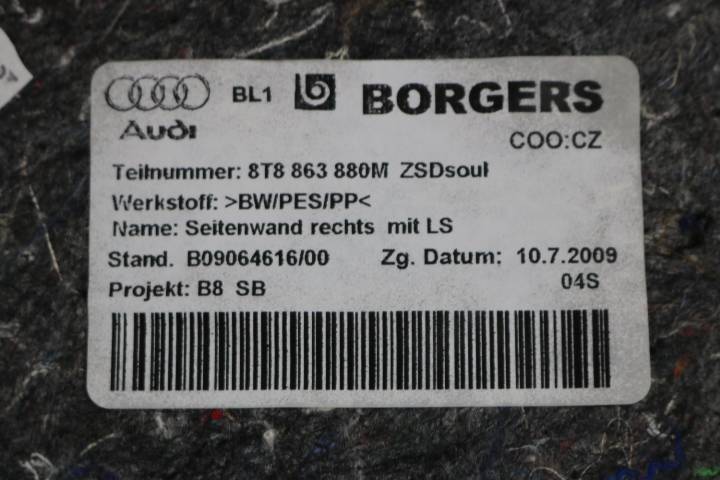 BL1 BORGERS
Audi
COO:CZ
Teilnummer: 8T8 863 880M ZSDsoul
Werkstoff: >BW/PES/PP<
Name: Seitenwand rechts mit LS
Stand. B09064616/00 Zg. Datum: 10.7.2009
Projekt: B8 SB 04S